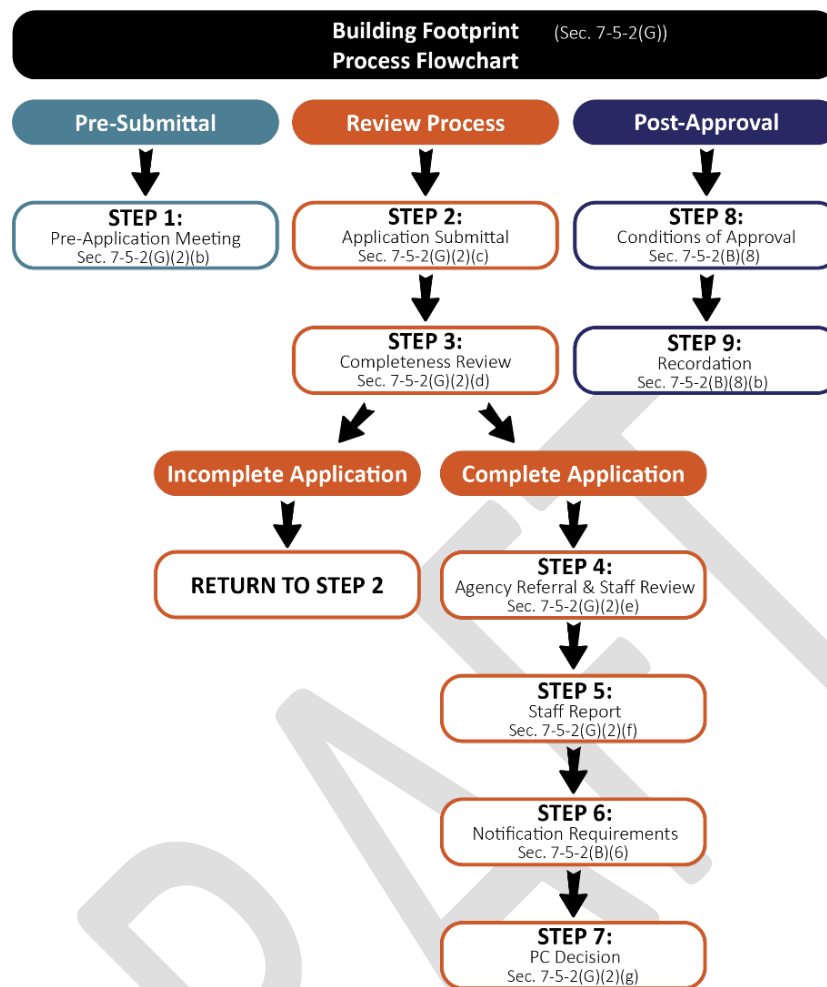 Building Footprint (Sec. 7-5-2(G))
Process Flowchart
Pre-Submittal
Review Process
Post-Approval
STEP 1:
Pre-Application Meeting
Sec. 7-5-2(G)(2)(b)
STEP 2:
Application Submittal
Sec. 7-5-2(G)(2)(c)
STEP 8:
Conditions of Approval
Sec. 7-5-2(B)(8)
STEP 3:
Completeness Review
Sec. 7-5-2(G)(2)(d)
STEP 9:
Recordation
Sec. 7-5-2(B)(8)(b)
Incomplete Application
Complete Application
RETURN TO STEP 2
STEP 4:
Agency Referral & Staff Review
Sec. 7-5-2(G)(2)(e)
STEP 5:
Staff Report
Sec. 7-5-2(G)(2)(f)
STEP 6:
Notification Requirements
Sec. 7-5-2(B)(6)
STEP 7:
PC Decision
Sec. 7-5-2(G)(2)(g)
DRAFT